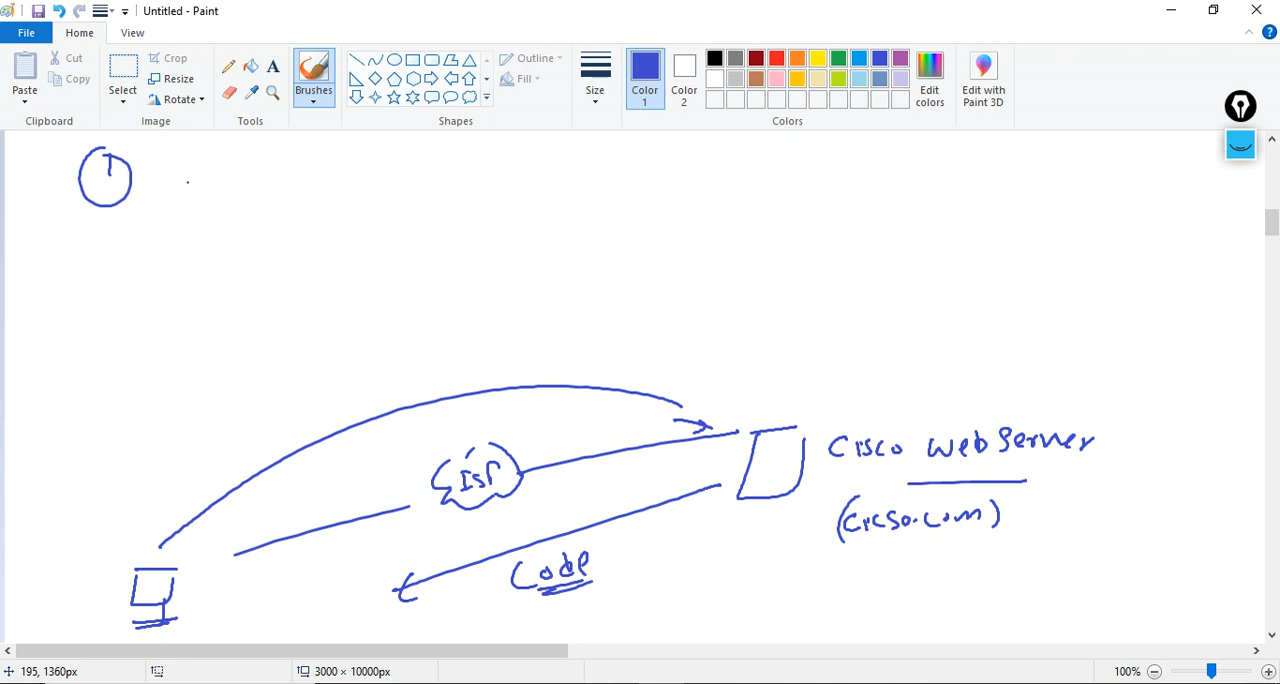 Untitled - Paint
File Home View
Paste
Cut
Copy
Clipboard
Select
Crop
Resize
Rotate
Image
A
Tools
Brushes
Outline
Fill
Shapes
Size
Color 1
Color 2
Edit colors
Colors
Edit with Paint 3D
1
ISP
Cisco Web Server
(Circso.com)
Code
195, 1360px
3000 × 10000px
100%